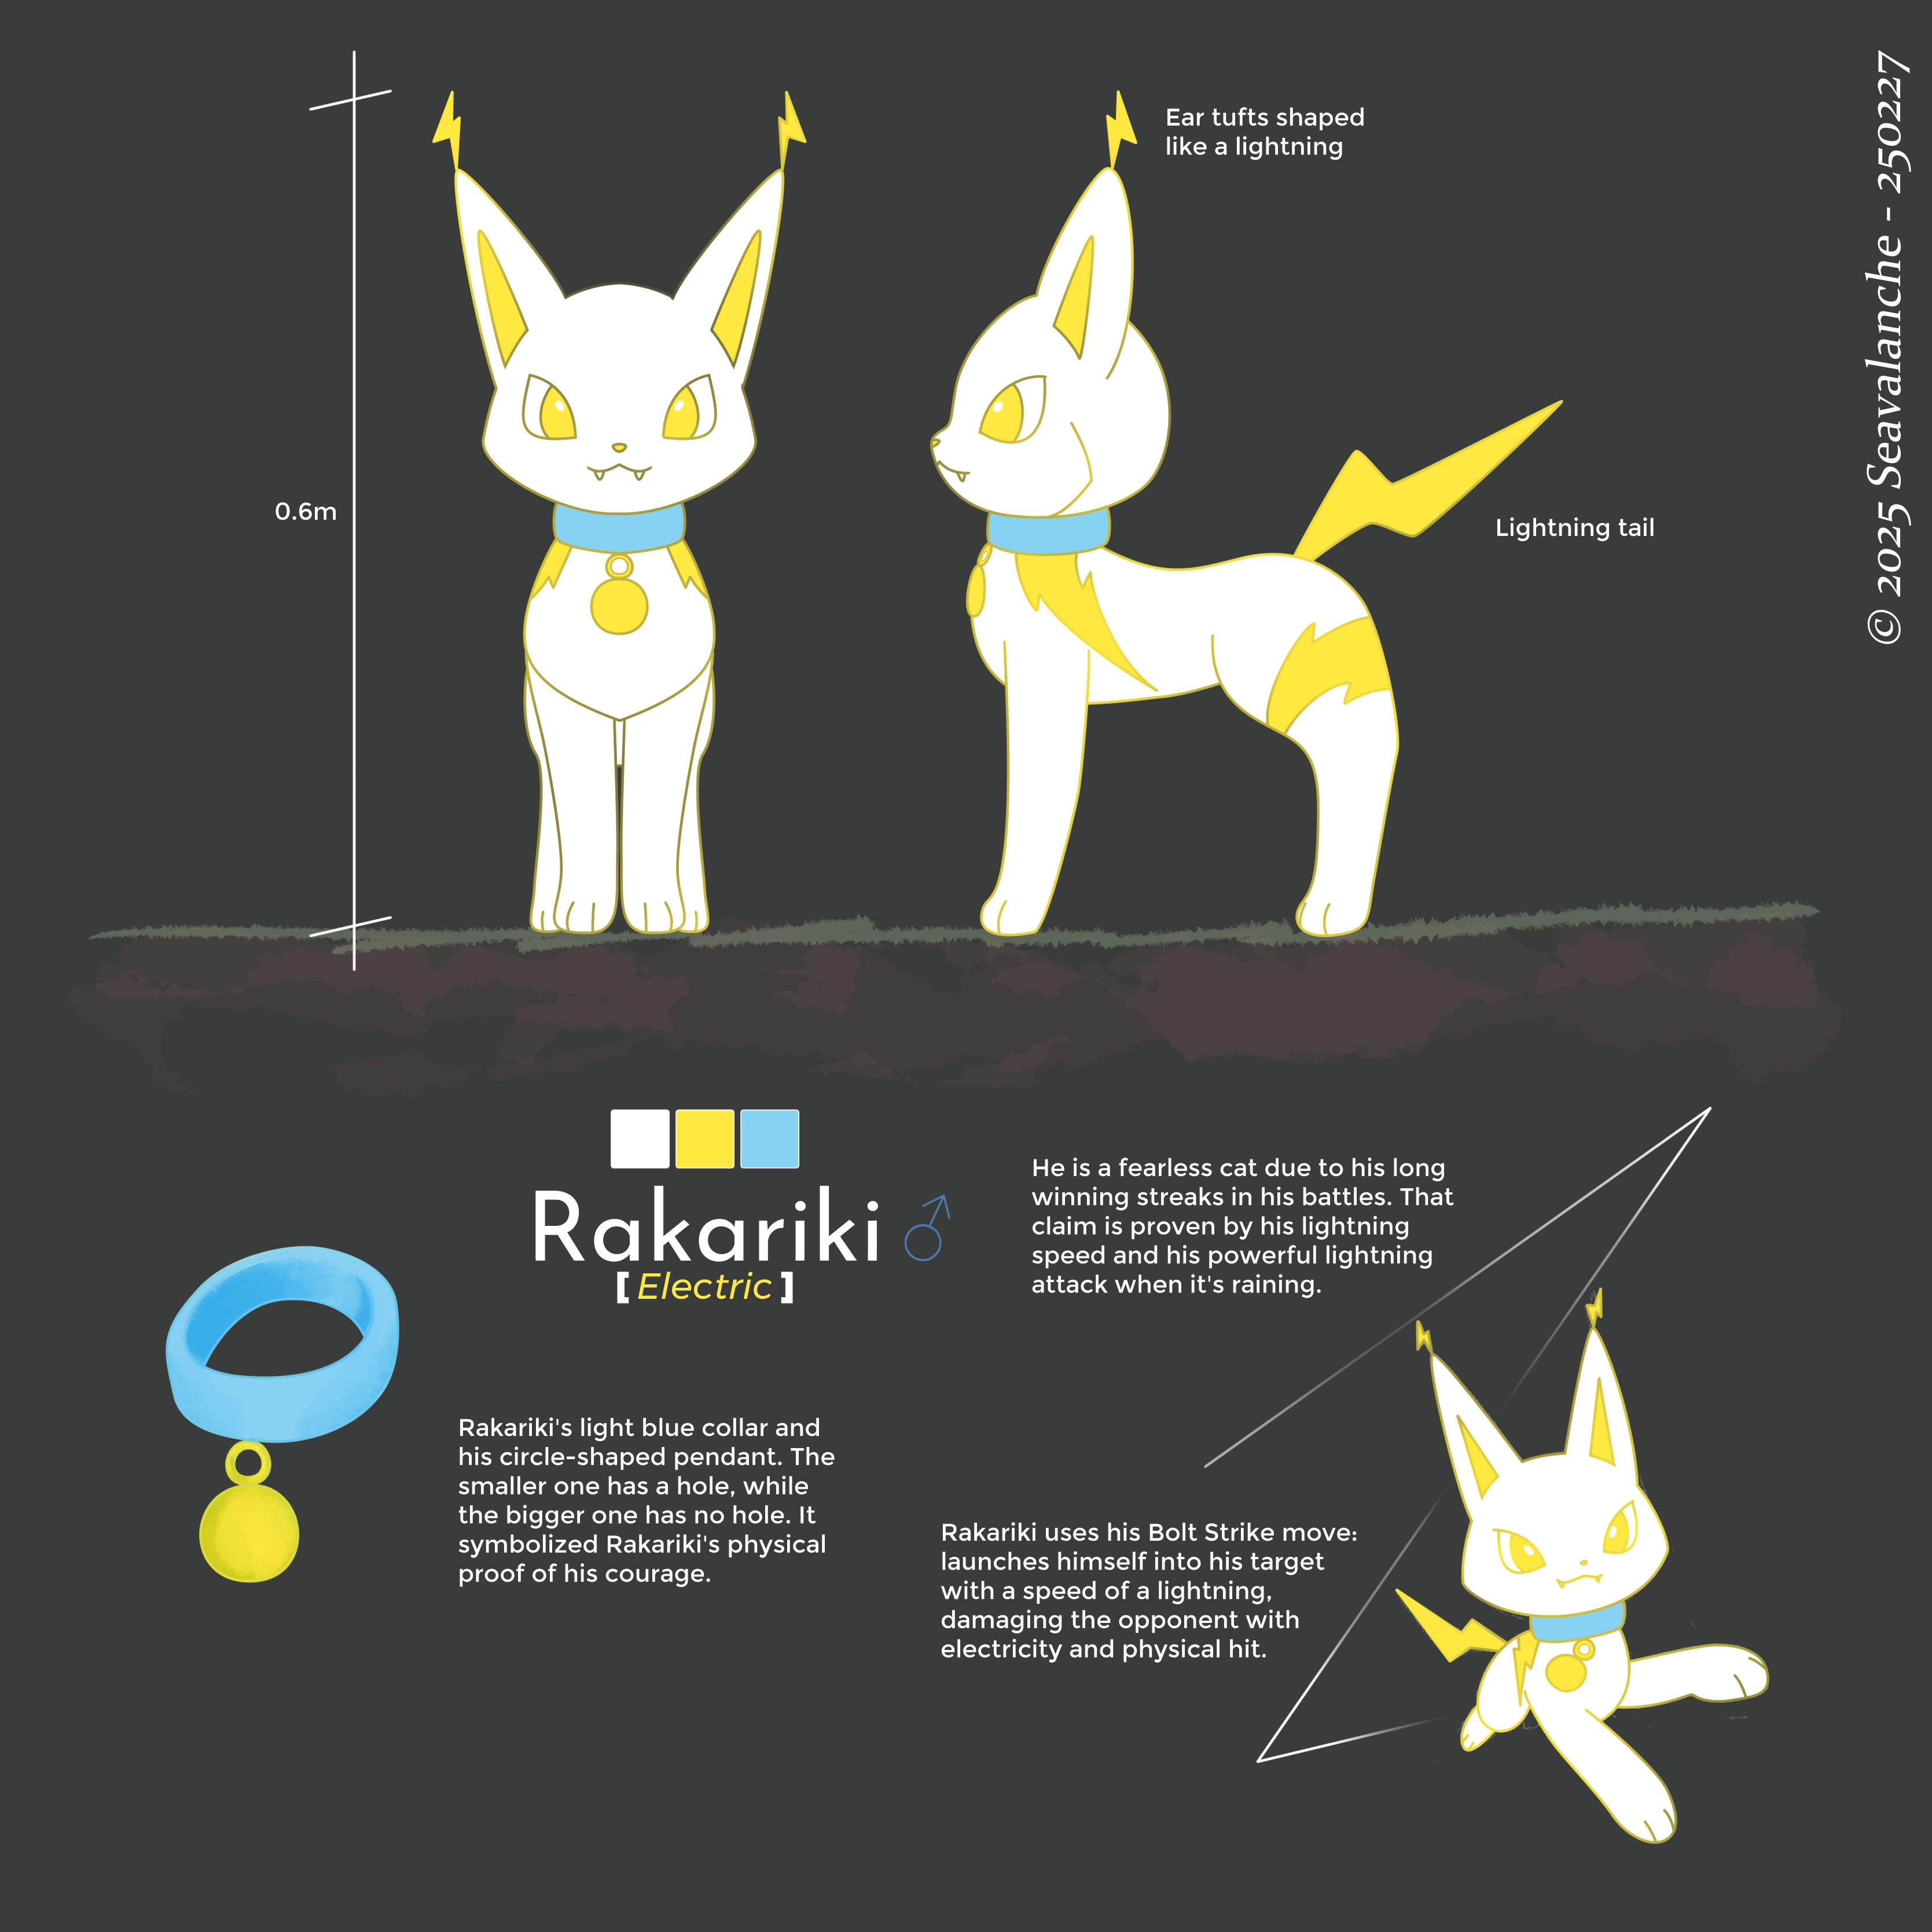 © 2025 Seavalanche - 250227
Ear tufts shaped
like a lightning
0.6m
Lightning tail
Rakariki ♂
[ Electric ]
He is a fearless cat due to his long
winning streaks in his battles. That
claim is proven by his lightning
speed and his powerful lightning
attack when it's raining.
Rakariki's light blue collar and
his circle-shaped pendant. The
smaller one has a hole, while
the bigger one has no hole. It
symbolized Rakariki's physical
proof of his courage.
Rakariki uses his Bolt Strike move:
launches himself into his target
with a speed of a lightning,
damaging the opponent with
electricity and physical hit.